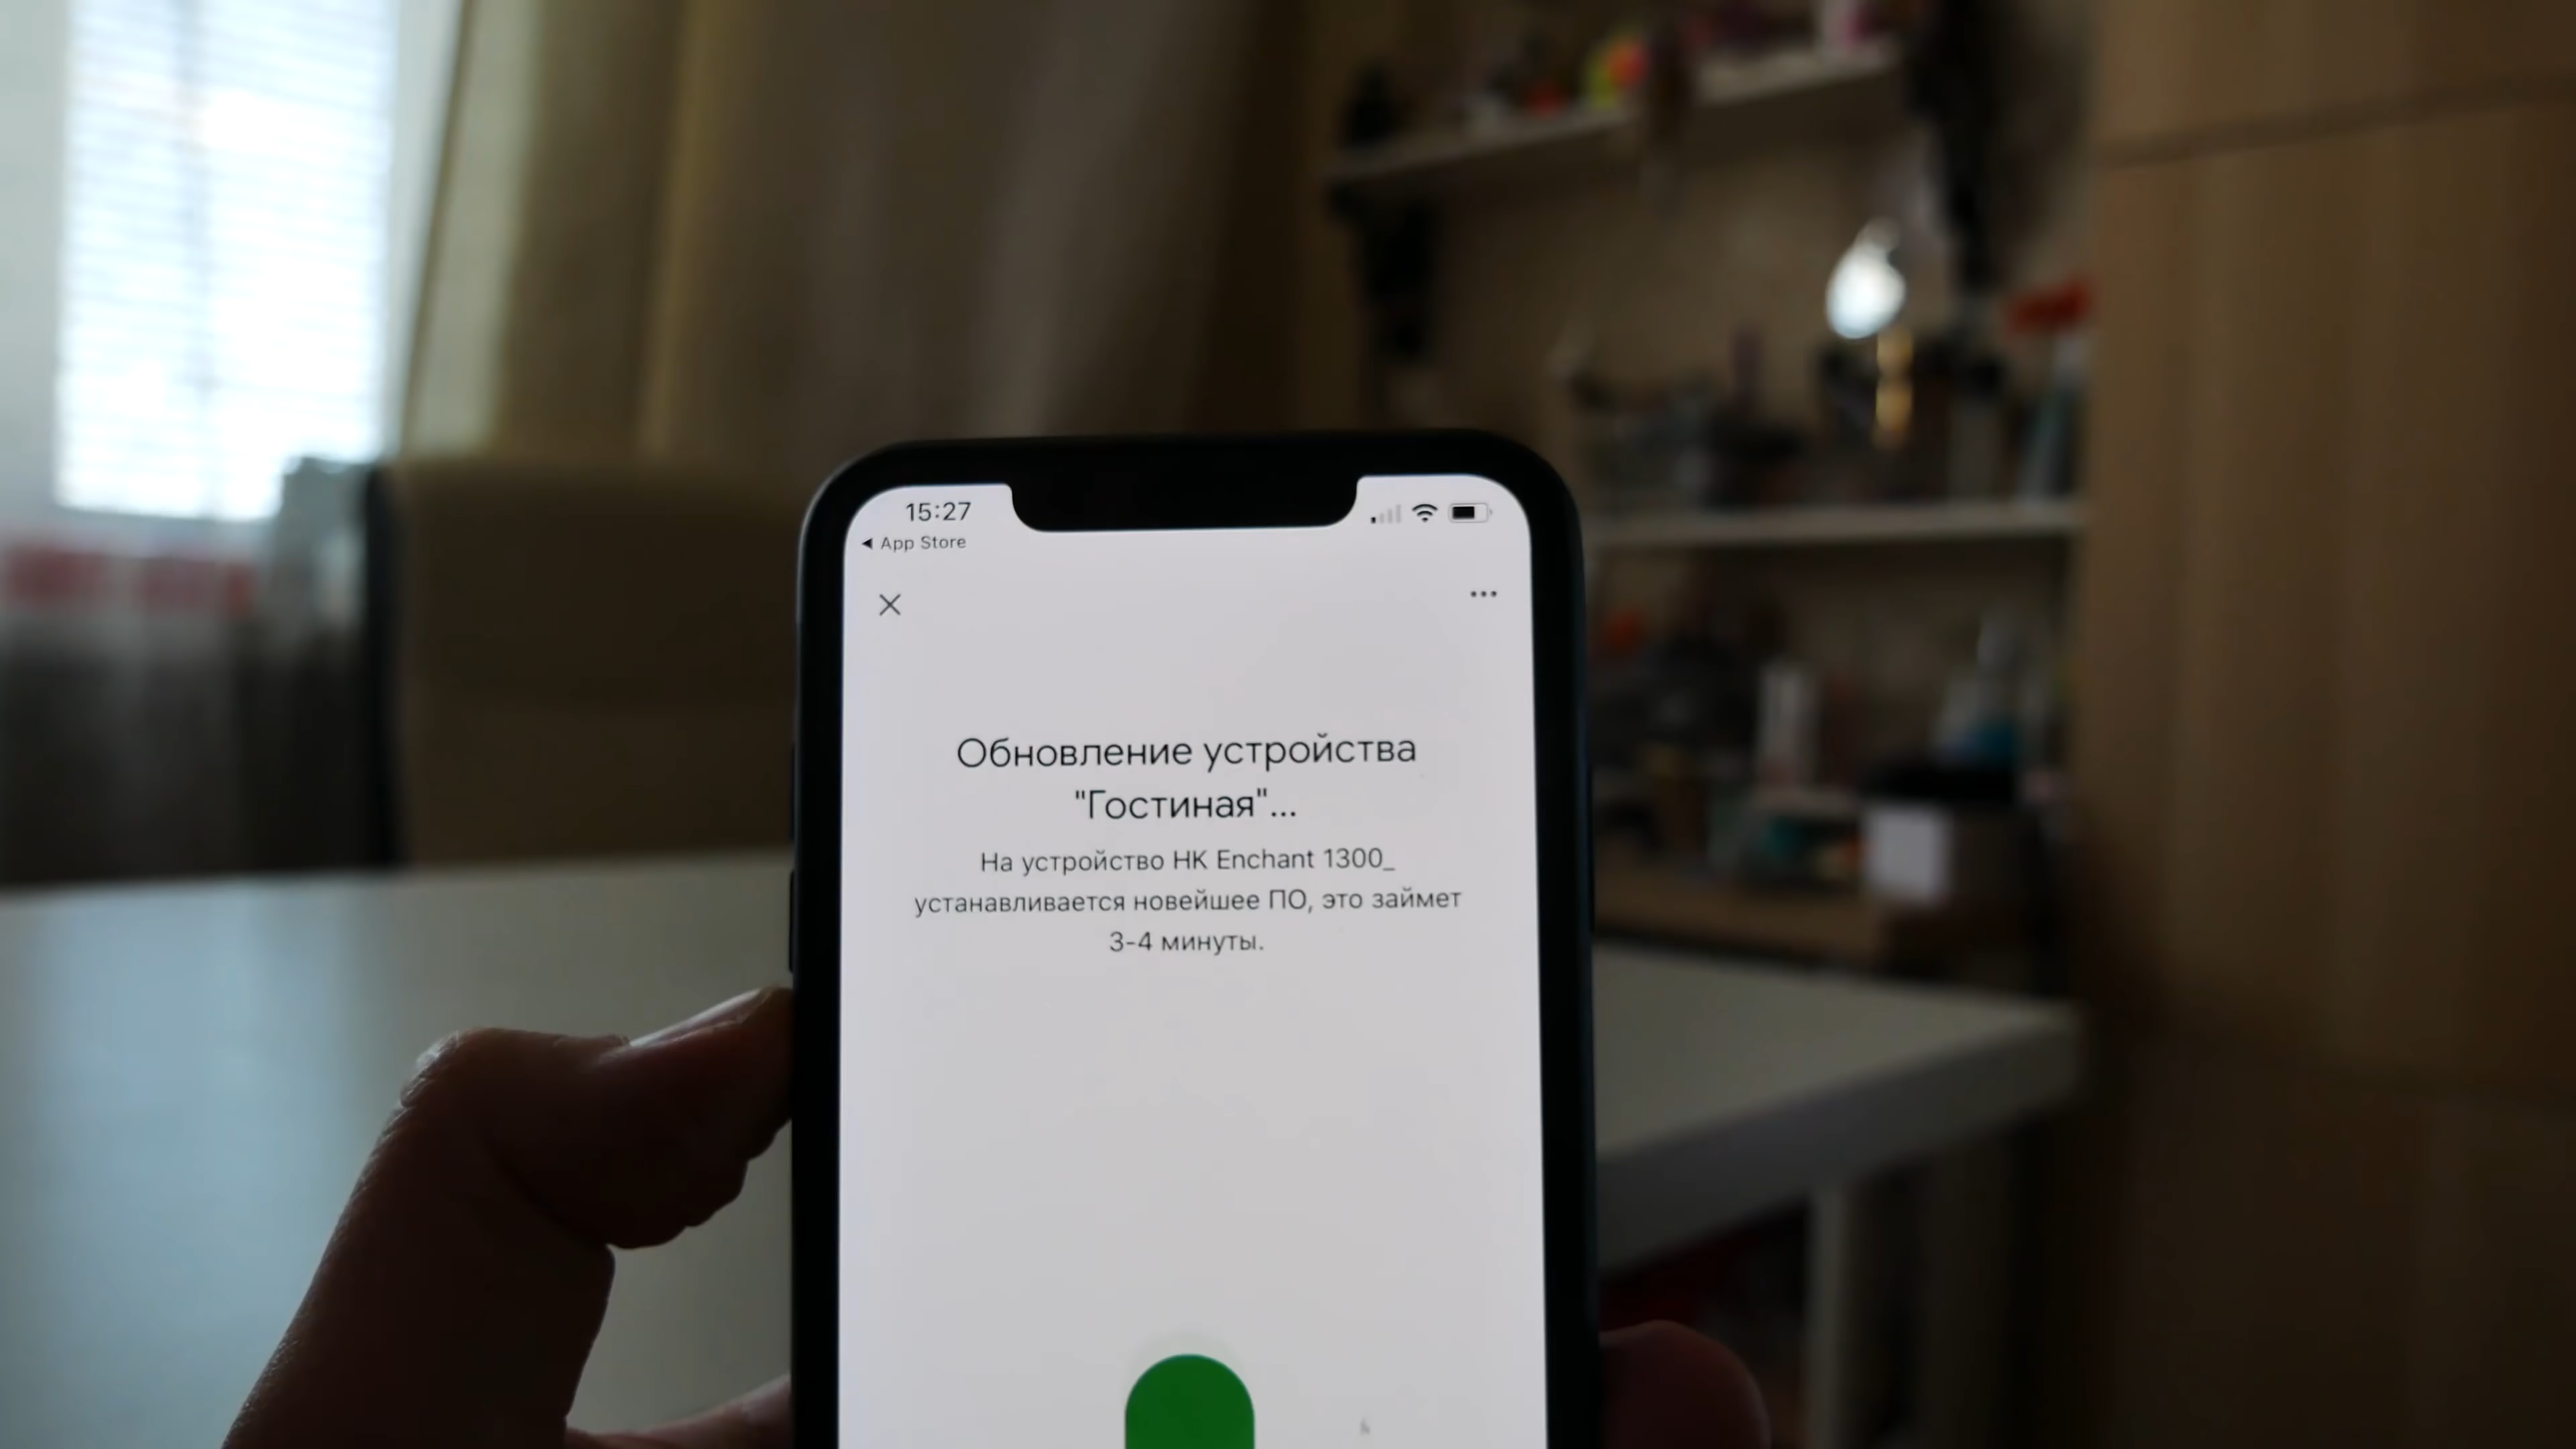 15:27
◀ App Store
Обновление устройства
"Гостиная"...
На устройство HK Enchant 1300_
устанавливается новейшее ПО, это займет
3-4 минуты.